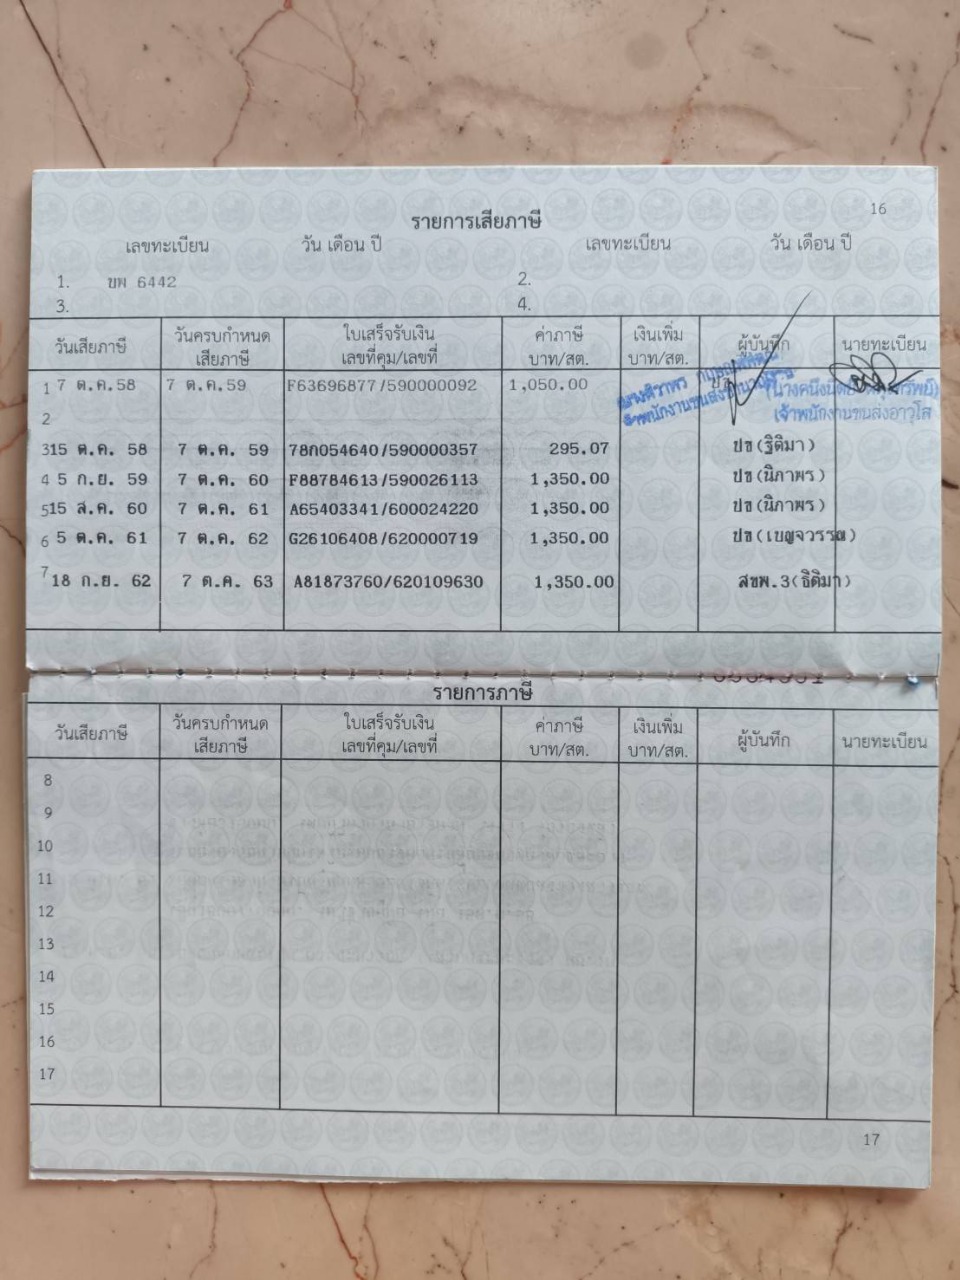 16
รายการเสียภาษี
เลขทะเบียน วัน เดือน ปี เลขทะเบียน วัน เดือน ปี
1. ขผ 6442 2.
3. 4.
วันเสียภาษี วันครบกำหนด เสียภาษี ใบเสร็จรับเงิน เลขที่คุม/เลขที่ ค่าภาษี บาท/สต. เงินเพิ่ม บาท/สต. ผู้บันทึก นายทะเบียน
1 7 ต.ค.58 7 ต.ค.59 F63696877/590000092 1,050.00
เจ้าพนักงานขนส่งอาวุโส
2
3 15 ต.ค. 58 7 ต.ค. 59 78ก054640/590000357 295.07 ปข(ฐิติมา)
4 5 ก.ย. 59 7 ต.ค. 60 F88784613/590026113 1,350.00 ปข(นิภาพร)
5 15 ส.ค. 60 7 ต.ค. 61 A65403341/600024220 1,350.00 ปข(นิภาพร)
6 5 ต.ค. 61 7 ต.ค. 62 G26106408/620000719 1,350.00 ปข(เบญจวรรณ)
7 18 ก.ย. 62 7 ต.ค. 63 A81873760/620109630 1,350.00 สขพ.3(ธิติมา)
รายการภาษี
วันเสียภาษี วันครบกำหนด เสียภาษี ใบเสร็จรับเงิน เลขที่คุม/เลขที่ ค่าภาษี บาท/สต. เงินเพิ่ม บาท/สต. ผู้บันทึก นายทะเบียน
8
9
10
11
12
13
14
15
16
17
17